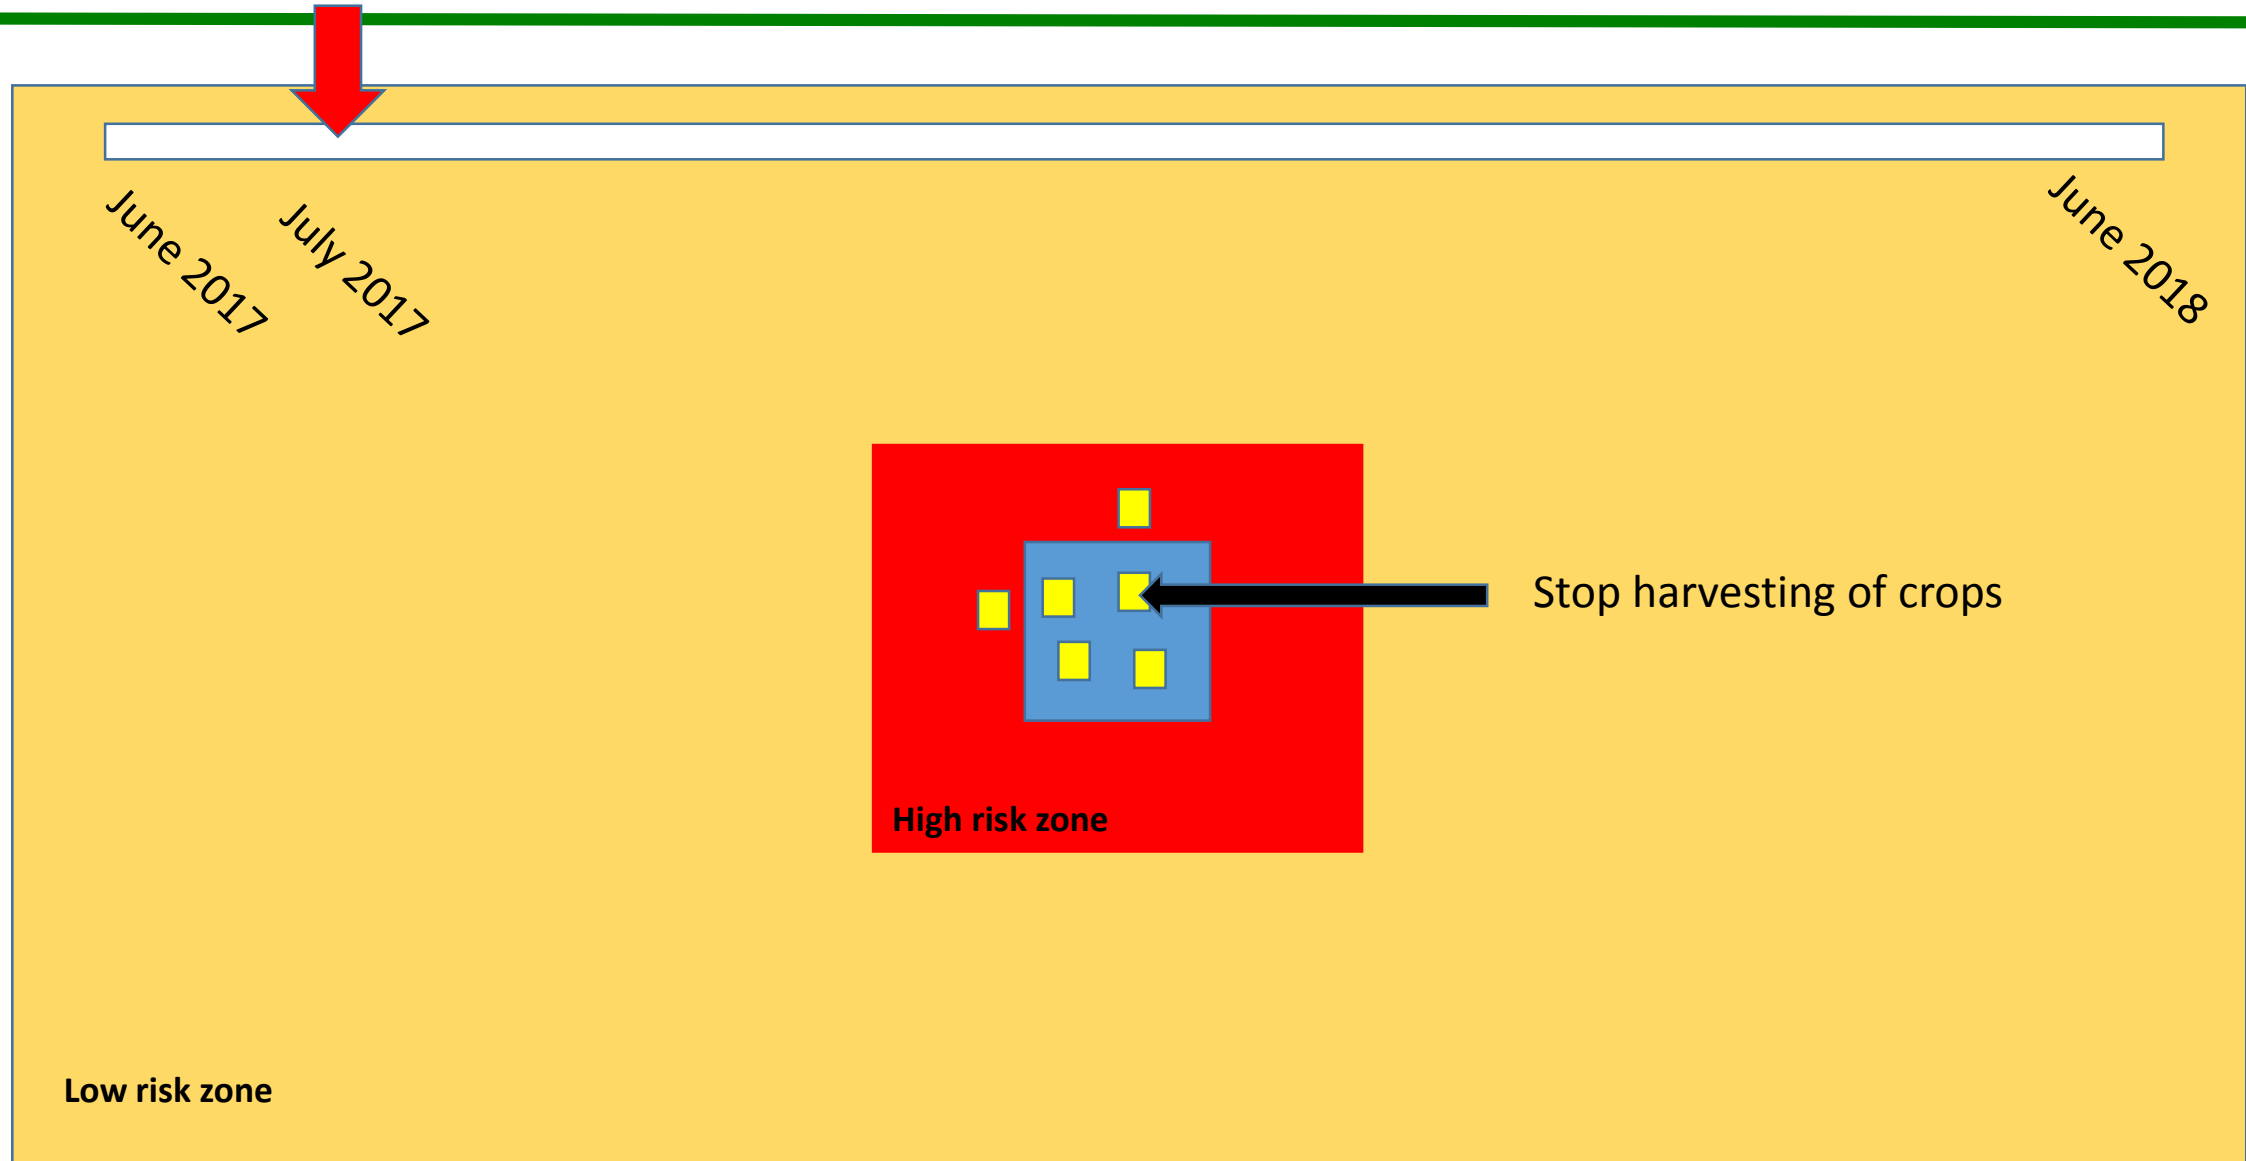 June 2017
July 2017
June 2018
Stop harvesting of crops
High risk zone
Low risk zone